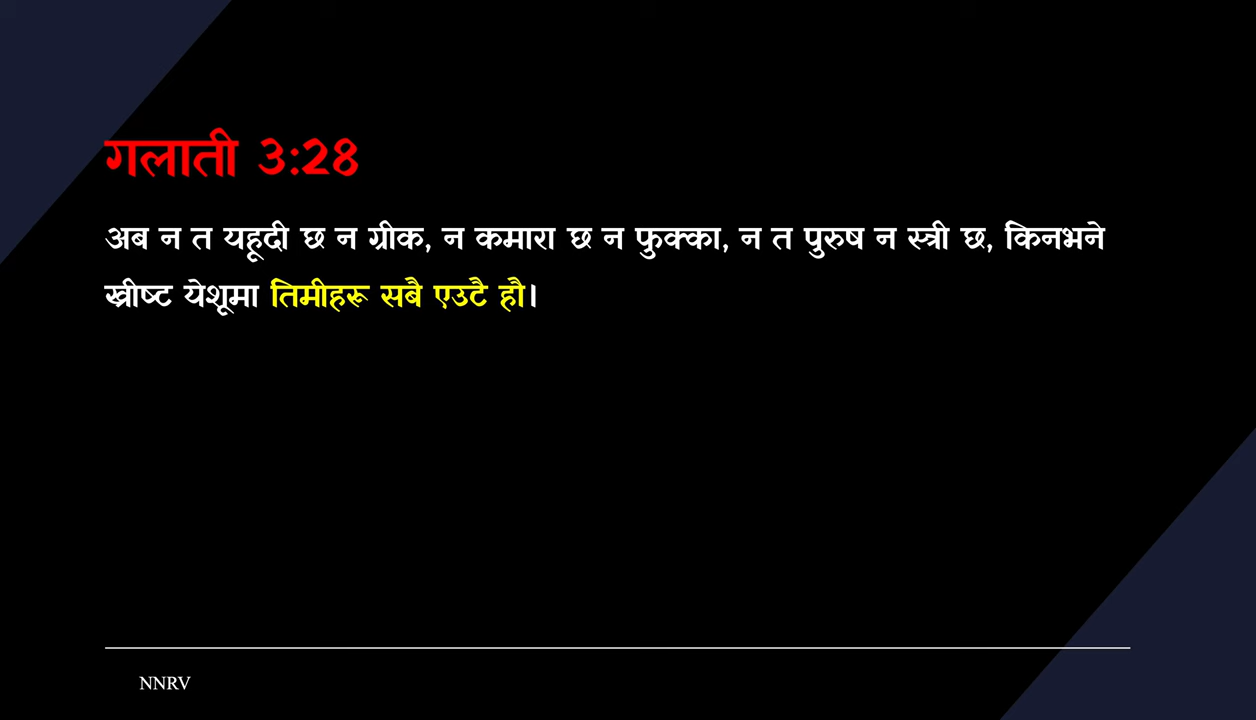 गलाती 3:28
अब न त यहूदी छ न ग्रीक, न कमारा छ न फुक्का, न त पुरुष न स्त्री छ, किनभने
ख्रीष्ट येशूमा तिमीहरू सबै एउटै हौ।
NNRV